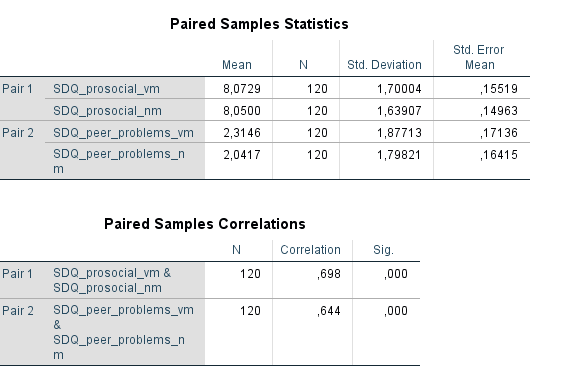 Paired Samples Statistics
Mean N Std. Deviation Std. Error Mean
Pair 1 SDQ_prosocial_vm 8,0729 120 1,70004 ,15519
SDQ_prosocial_nm 8,0500 120 1,63907 ,14963
Pair 2 SDQ_peer_problems_vm 2,3146 120 1,87713 ,17136
SDQ_peer_problems_n 2,0417 120 1,79821 ,16415
m
Paired Samples Correlations
N Correlation Sig.
Pair 1 SDQ_prosocial_vm & 120 ,698 ,000
SDQ_prosocial_nm
Pair 2 SDQ_peer_problems_vm 120 ,644 ,000
&
SDQ_peer_problems_n
m